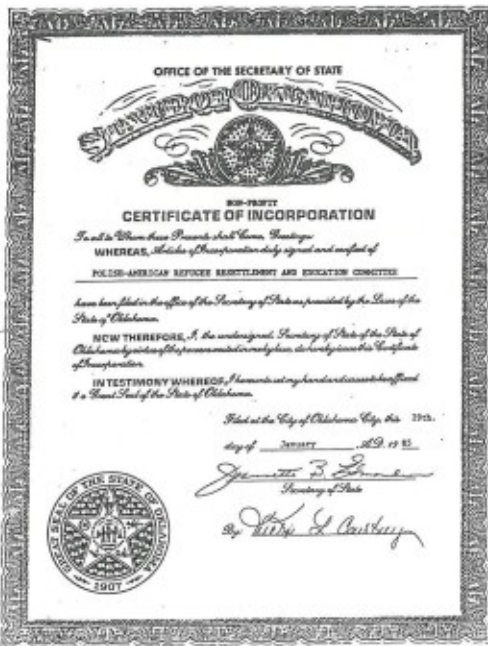 OFFICE OF THE SECRETARY OF STATE
STATE OF OKLAHOMA
NON-PROFIT
CERTIFICATE OF INCORPORATION
To all to Whom these Presents shall Come, Greetings:
WHEREAS, Articles of Incorporation duly signed and verified of
POLISH-AMERICAN REFUGEE RESETTLEMENT AND EDUCATION COMMITTEE
have been filed in the office of the Secretary of State as provided by the Laws of the
State of Oklahoma.
NOW THEREFORE, I, the undersigned, Secretary of State of the State of
Oklahoma by virtue of the powers vested in me by law, do hereby issue this Certificate
of Incorporation.
IN TESTIMONY WHEREOF, I hereunto set my hand and cause to be affixed
the Great Seal of the State of Oklahoma.
Filed at the City of Oklahoma City, this
day of January A.D. 19
Secretary of State
By
GREAT SEAL OF THE STATE OF OKLAHOMA
1907